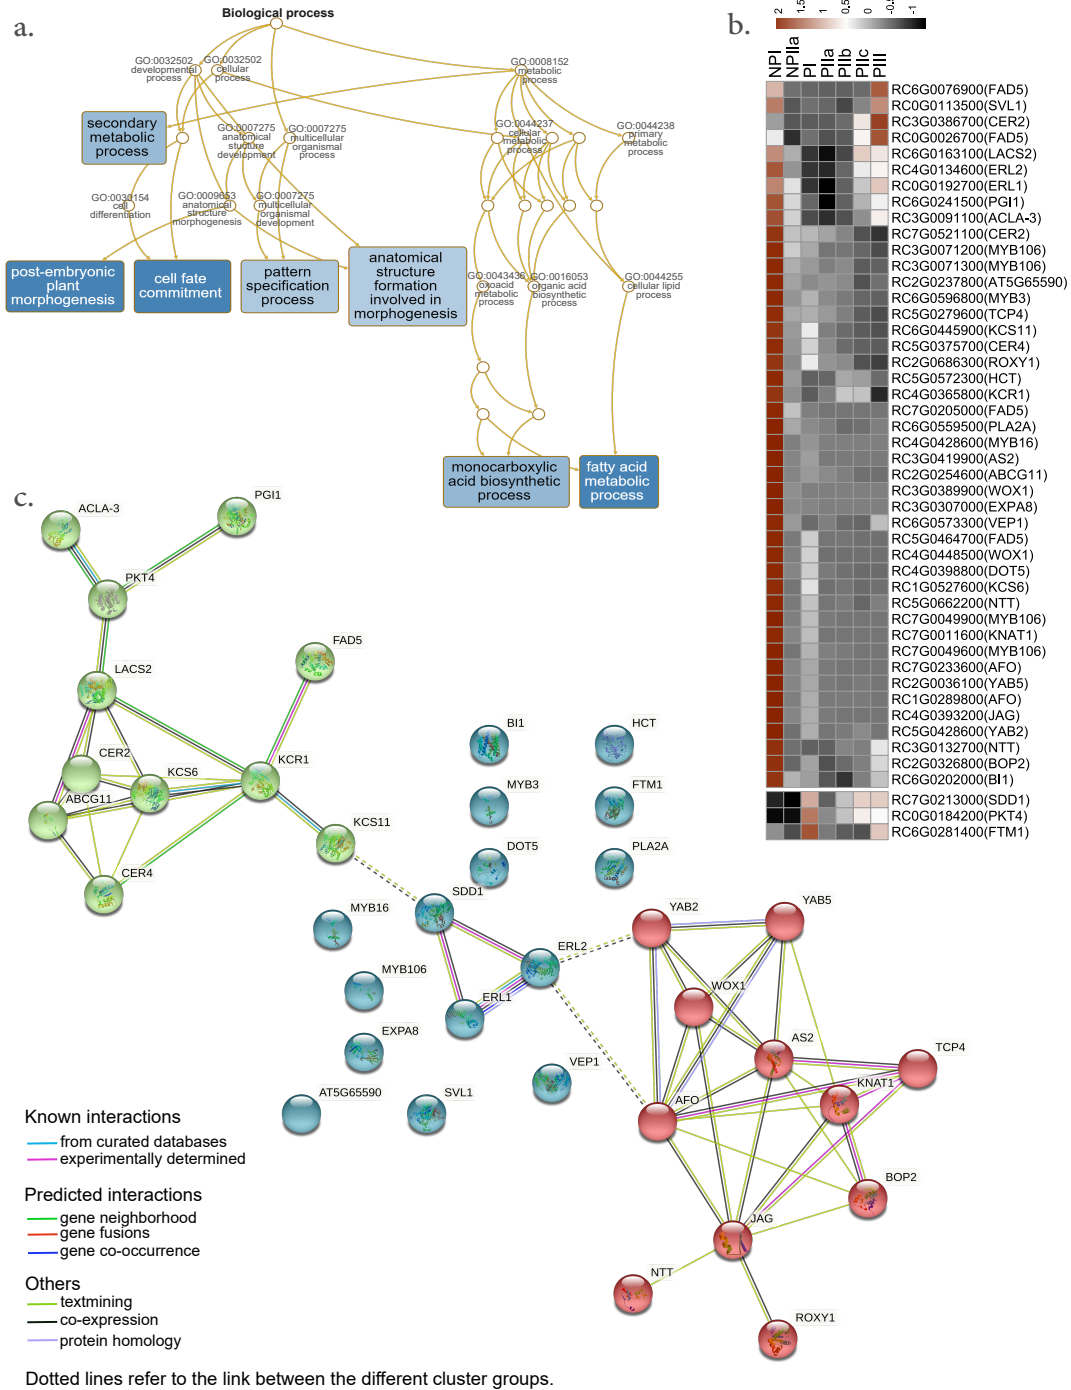 a.
Biological process
GO:0032502
developmental
process
GO:0032502
cellular
process
GO:0008152
metabolic
process
secondary
metabolic
process
GO:0007275
anatomical
structure
development
GO:0007275
multicellular
organismal
process
GO:0044237
cellular
metabolic
process
GO:0044238
primary
metabolic
process
GO:0030154
cell
differentiation
GO:0009653
anatomical
structure
morphogenesis
GO:0007275
multicellular
organismal
development
post-embryonic
plant
morphogenesis
cell fate
commitment
pattern
specification
process
anatomical
structure
formation
involved in
morphogenesis
GO:0043436
oxoacid
metabolic
process
GO:0016053
organic acid
biosynthetic
process
GO:0044255
cellular lipid
process
monocarboxylic
acid biosynthetic
process
fatty acid
metabolic
process
b.
2
1.5
1
0.5
0
-0.5
-1
NPI
NPIIa
PI
PIIa
PIIb
PIIc
PIII
RC6G0076900(FAD5)
RC0G0113500(SVL1)
RC3G0386700(CER2)
RC0G0026700(FAD5)
RC6G0163100(LACS2)
RC4G0134600(ERL2)
RC0G0192700(ERL1)
RC6G0241500(PGI1)
RC3G0091100(ACLA-3)
RC7G0521100(CER2)
RC3G0071200(MYB106)
RC3G0071300(MYB106)
RC2G0237800(AT5G65590)
RC6G0596800(MYB3)
RC5G0279600(TCP4)
RC6G0445900(KCS11)
RC5G0375700(CER4)
RC2G0686300(ROXY1)
RC5G0572300(HCT)
RC4G0365800(KCR1)
RC7G0205000(FAD5)
RC6G0559500(PLA2A)
RC4G0428600(MYB16)
RC3G0419900(AS2)
RC2G0254600(ABCG11)
RC3G0389900(WOX1)
RC3G0307000(EXPA8)
RC6G0573300(VEP1)
RC5G0464700(FAD5)
RC4G0448500(WOX1)
RC4G0398800(DOT5)
RC1G0527600(KCS6)
RC5G0662200(NTT)
RC7G0049900(MYB106)
RC7G0011600(KNAT1)
RC7G0049600(MYB106)
RC7G0233600(AFO)
RC2G0036100(YAB5)
RC1G0289800(AFO)
RC4G0393200(JAG)
RC5G0428600(YAB2)
RC3G0132700(NTT)
RC2G0326800(BOP2)
RC6G0202000(BI1)
RC7G0213000(SDD1)
RC0G0184200(PKT4)
RC6G0281400(FTM1)
c.
ACLA-3
PGI1
PKT4
FAD5
LACS2
CER2
KCS6
KCR1
ABCG11
KCS11
CER4
BI1
HCT
MYB3
FTM1
DOT5
PLA2A
SDD1
MYB16
ERL2
MYB106
ERL1
EXPA8
VEP1
AT5G65590
SVL1
YAB2
YAB5
WOX1
AS2
TCP4
KNAT1
AFO
BOP2
JAG
NTT
ROXY1
Known interactions
from curated databases
experimentally determined
Predicted interactions
gene neighborhood
gene fusions
gene co-occurrence
Others
textmining
co-expression
protein homology
Dotted lines refer to the link between the different cluster groups.